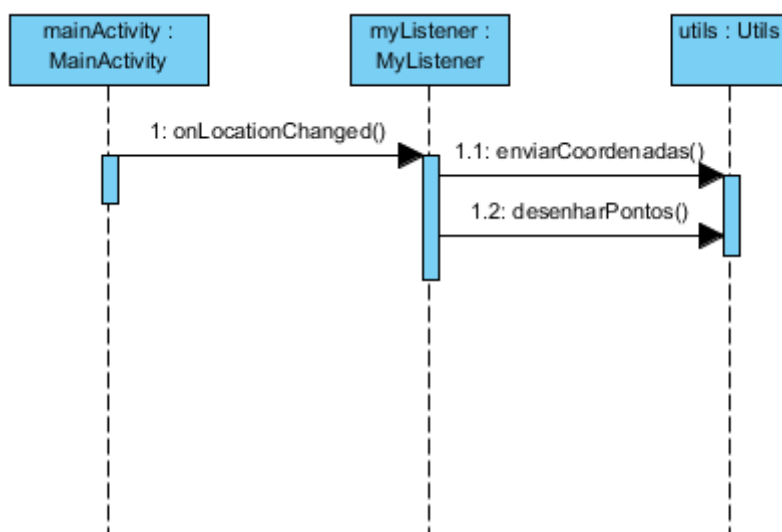 mainActivity :
MainActivity
myListener :
MyListener
utils : Utils
1: onLocationChanged()
1.1: enviarCoordenadas()
1.2: desenharPontos()